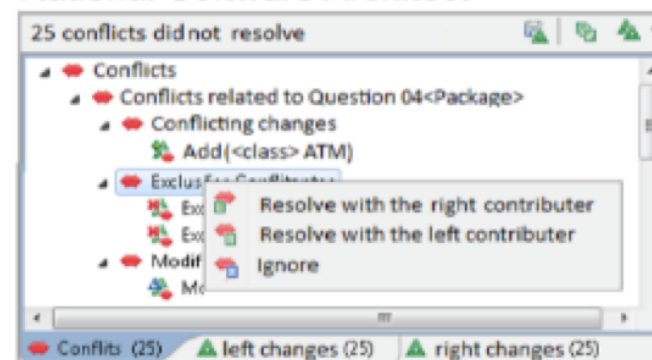 25 conflicts did not resolve
Conflicts
Conflicts related to Question 04<Package>
Conflicting changes
Add(<class> ATM)
Resolve with the right contributer
Resolve with the left contributer
Ignore
Conflits (25) left changes (25) right changes (25)